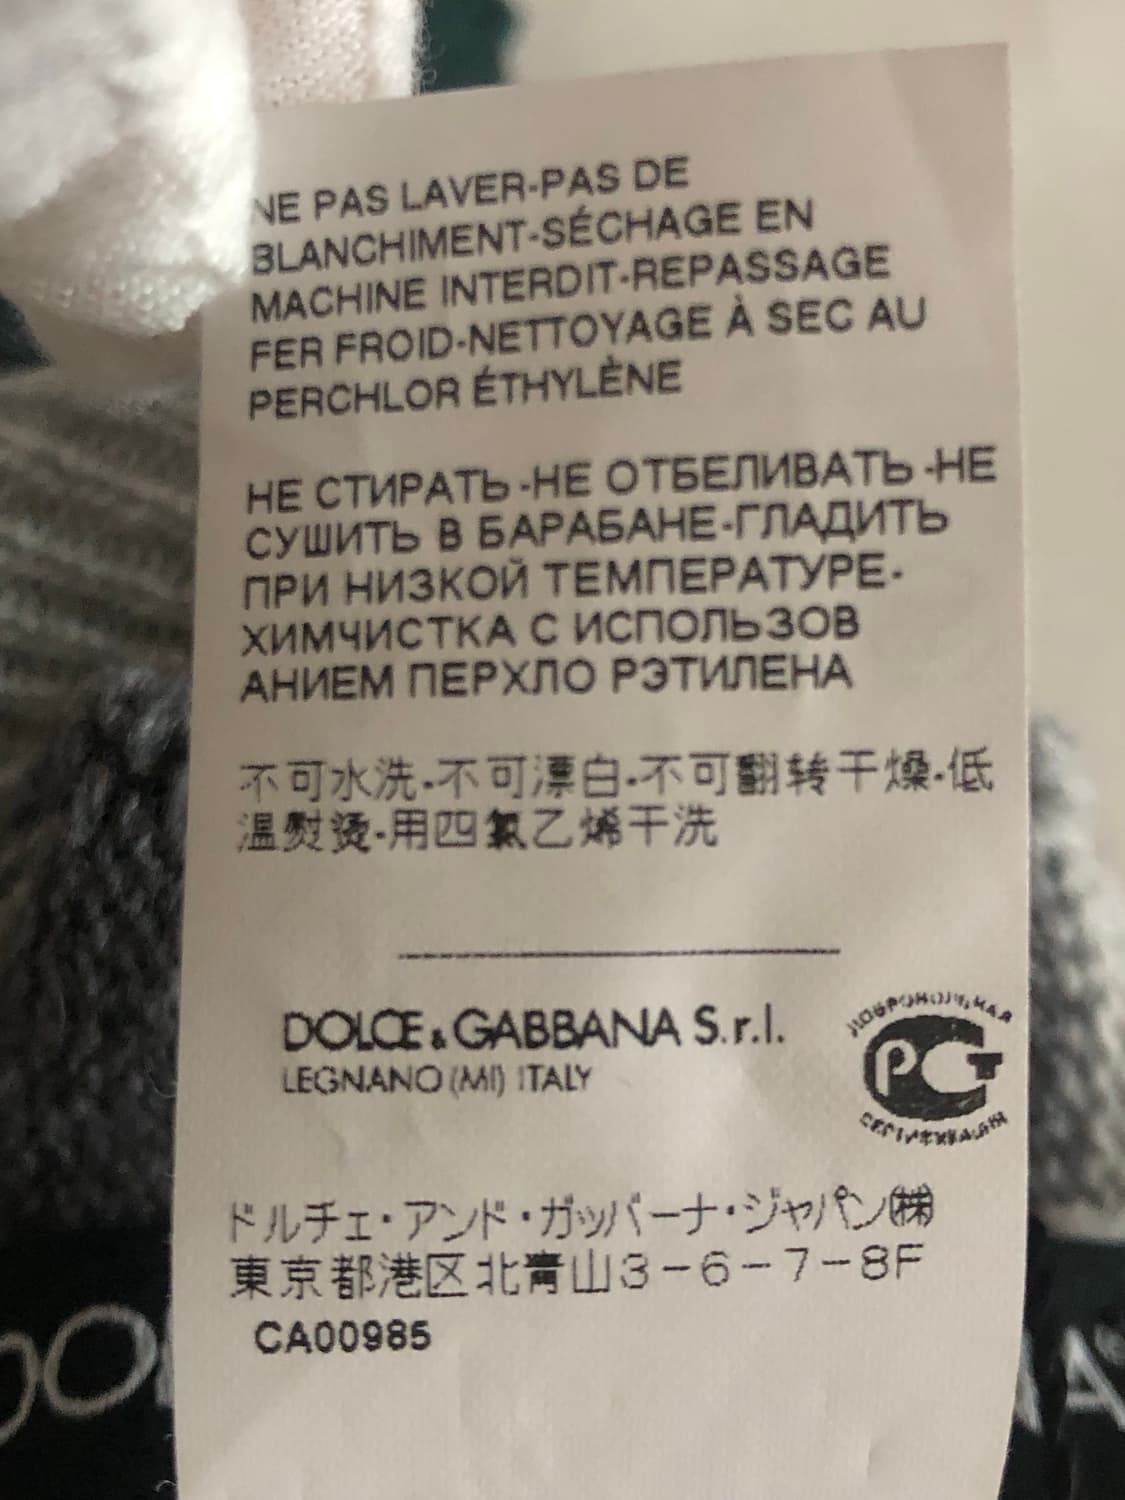 NE PAS LAVER-PAS DE
BLANCHIMENT-SÉCHAGE EN
MACHINE INTERDIT-REPASSAGE
FER FROID-NETTOYAGE À SEC AU
PERCHLOR ÉTHYLÈNE
НЕ СТИРАТЬ-НЕ ОТБЕЛИВАТЬ-НЕ
СУШИТЬ В БАРАБАНЕ-ГЛАДИТЬ
ПРИ НИЗКОЙ ТЕМПЕРАТУРЕ-
ХИМЧИСТКА С ИСПОЛЬЗОВ
АНИЕМ ПЕРХЛО РЭТИЛЕНА
不可水洗-不可漂白-不可翻转干燥-低
温熨烫-用四氯乙烯干洗
DOLCE & GABBANA S.r.l.
LEGNANO (MI) ITALY
ДОБРОВОЛЬНАЯ
РСТ
СЕРТИФИКАЦИЯ
ドルチェ・アンド・ガッバーナ・ジャパン㈱
東京都港区北青山3-6-7-8F
CA00985